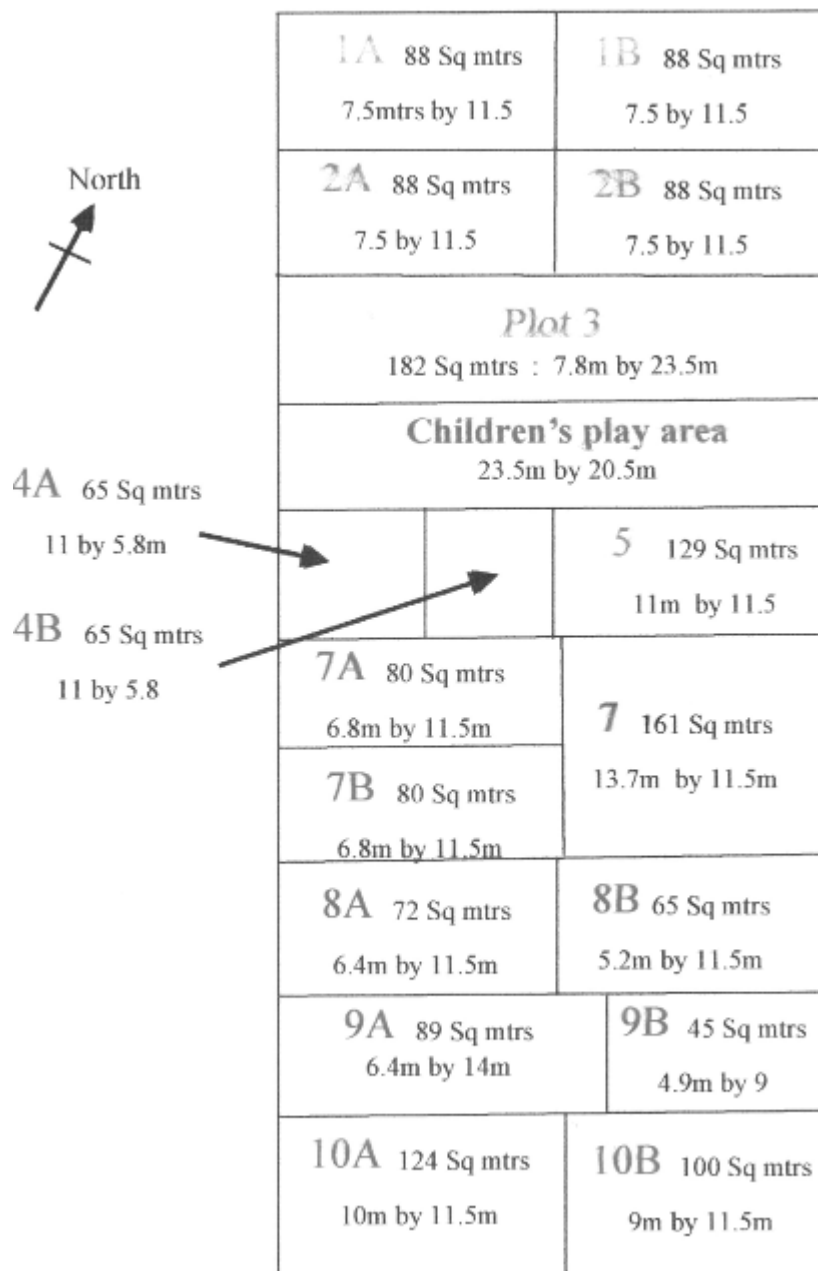 1A 88 Sq mtrs
7.5mtrs by 11.5
1B 88 Sq mtrs
7.5 by 11.5
North
2A 88 Sq mtrs
7.5 by 11.5
2B 88 Sq mtrs
7.5 by 11.5
Plot 3
182 Sq mtrs : 7.8m by 23.5m
Children's play area
23.5m by 20.5m
4A 65 Sq mtrs
11 by 5.8m
4B 65 Sq mtrs
11 by 5.8
5 129 Sq mtrs
11m by 11.5
7A 80 Sq mtrs
6.8m by 11.5m
7 161 Sq mtrs
13.7m by 11.5m
7B 80 Sq mtrs
6.8m by 11.5m
8A 72 Sq mtrs
6.4m by 11.5m
8B 65 Sq mtrs
5.2m by 11.5m
9A 89 Sq mtrs
6.4m by 14m
9B 45 Sq mtrs
4.9m by 9
10A 124 Sq mtrs
10m by 11.5m
10B 100 Sq mtrs
9m by 11.5m